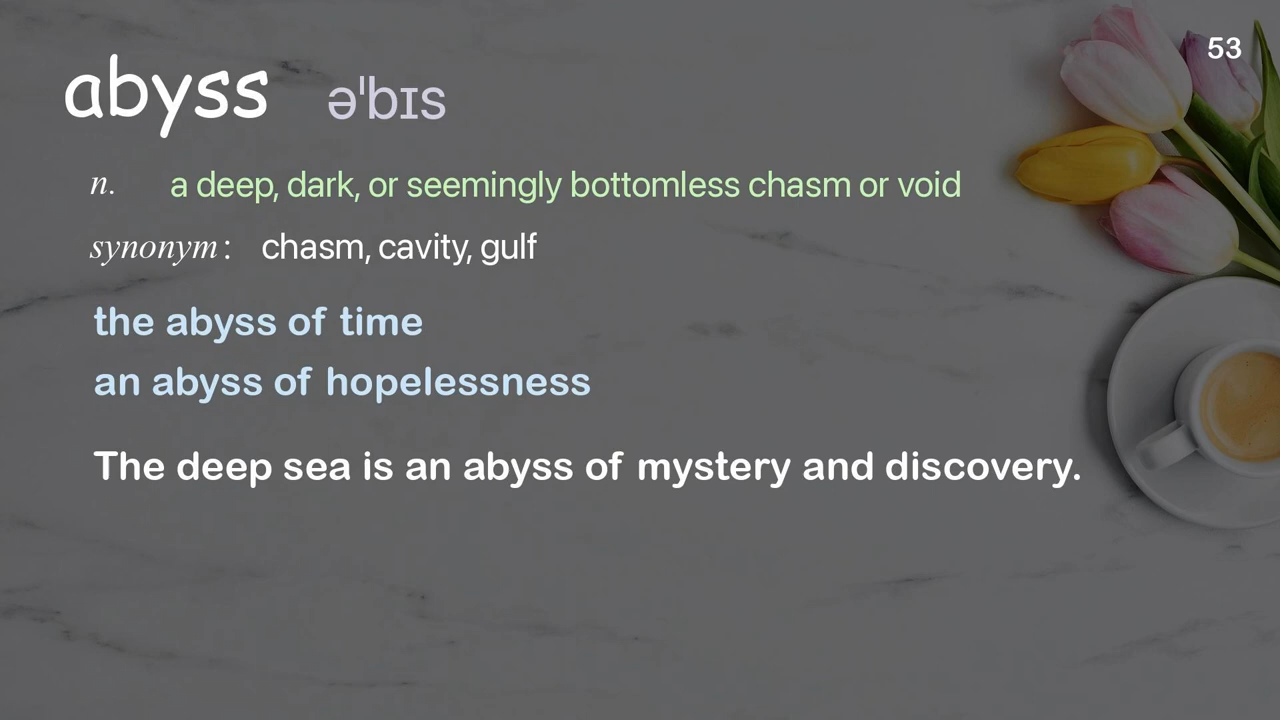 53
abyss ə'bɪs
n. a deep, dark, or seemingly bottomless chasm or void
synonym: chasm, cavity, gulf
the abyss of time
an abyss of hopelessness
The deep sea is an abyss of mystery and discovery.